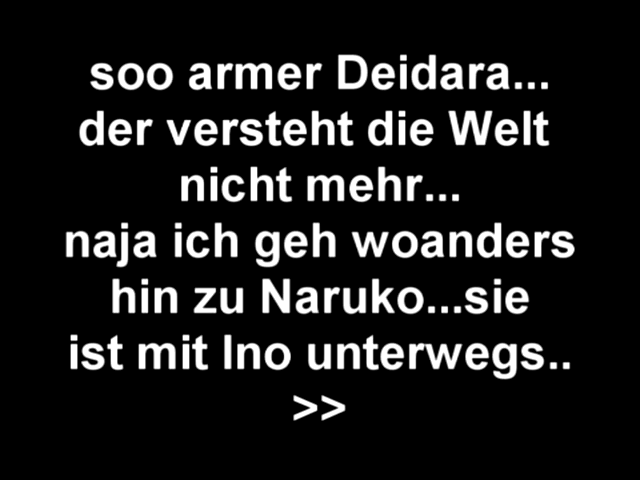 soo armer Deidara...
der versteht die Welt
nicht mehr...
naja ich geh woanders
hin zu Naruko...sie
ist mit Ino unterwegs..
>>